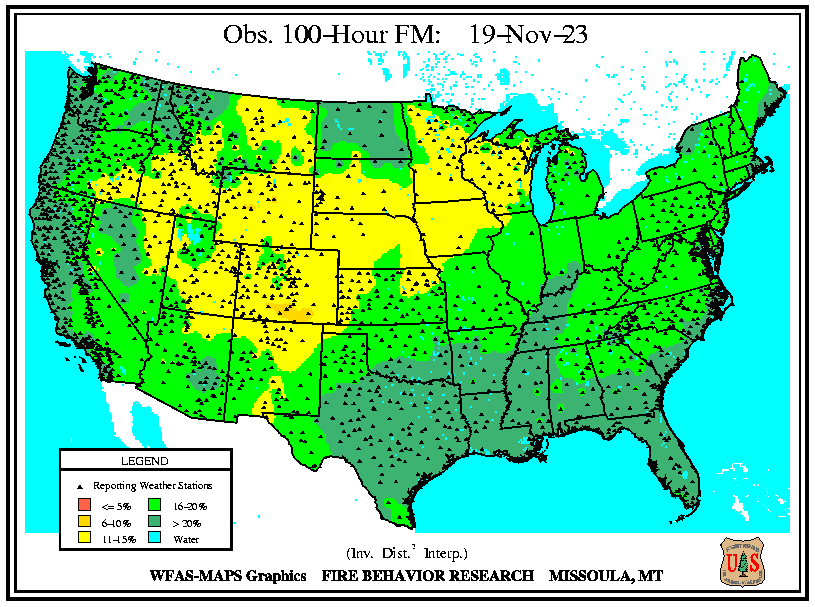 Obs. 100-Hour FM: 19-Nov-23
LEGEND
Reporting Weather Stations
<= 5% 16-20%
6-10% > 20%
11-15% Water
(Inv. Dist.² Interp.)
WFAS-MAPS Graphics FIRE BEHAVIOR RESEARCH MISSOULA, MT
U S